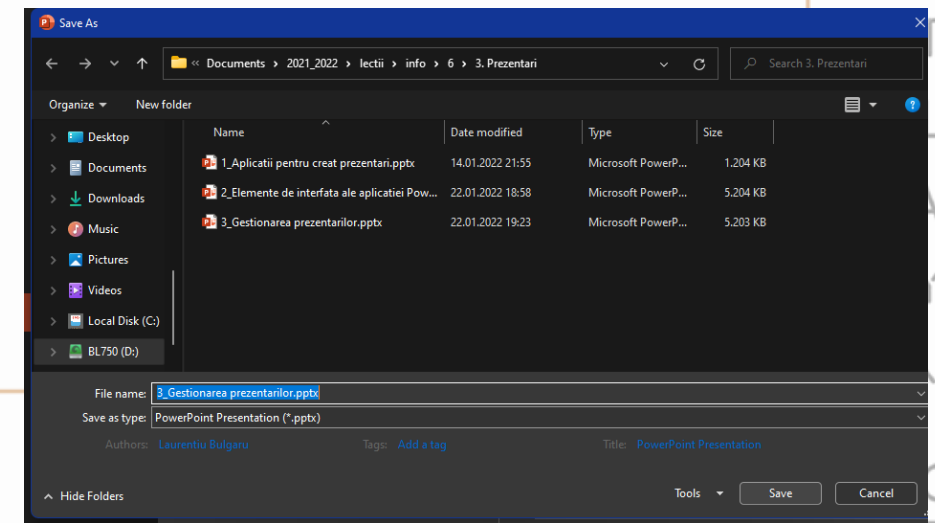 Save As
« Documents › 2021_2022 › lectii › info › 6 › 3. Prezentari
Search 3. Prezentari
Organize
New folder
Name Date modified Type Size
Desktop
Documents
Downloads
Music
Pictures
Videos
Local Disk (C:)
BL750 (D:)
1_Aplicatii pentru creat prezentari.pptx 14.01.2022 21:55 Microsoft PowerP... 1.204 KB
2_Elemente de interfata ale aplicatiei Pow... 22.01.2022 18:58 Microsoft PowerP... 5.204 KB
3_Gestionarea prezentarilor.pptx 22.01.2022 19:23 Microsoft PowerP... 5.203 KB
File name: 3_Gestionarea prezentarilor.pptx
Save as type: PowerPoint Presentation (*.pptx)
Authors: Laurentiu Bulgaru Tags: Add a tag Title: PowerPoint Presentation
Hide Folders
Tools Save Cancel